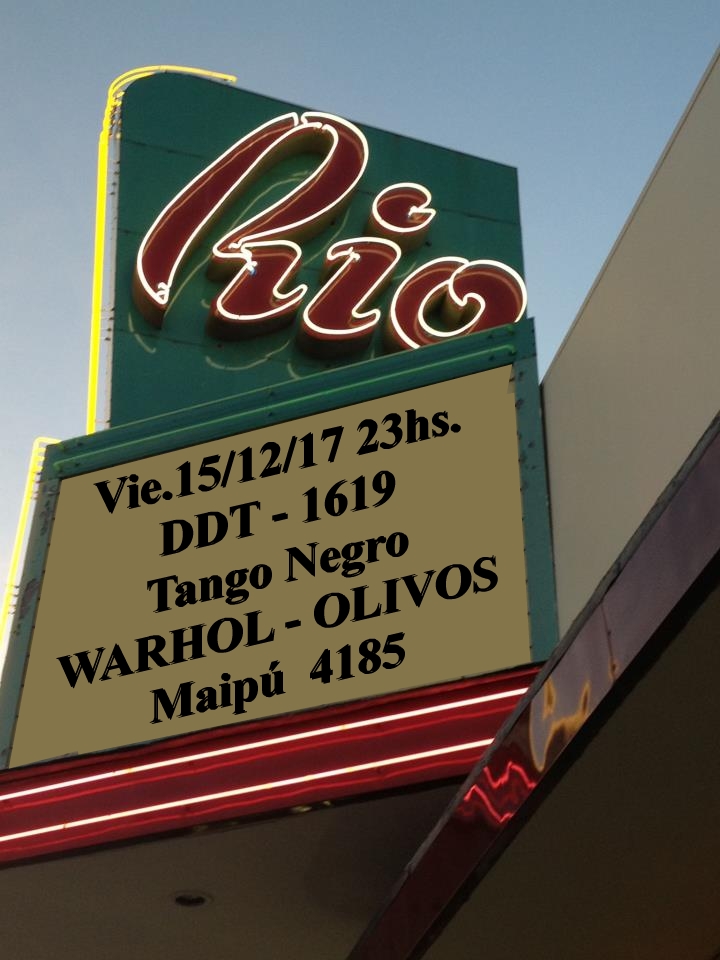 Rio
Vie.15/12/17 23hs.
DDT - 1619
Tango Negro
WARHOL - OLIVOS
Maipú 4185